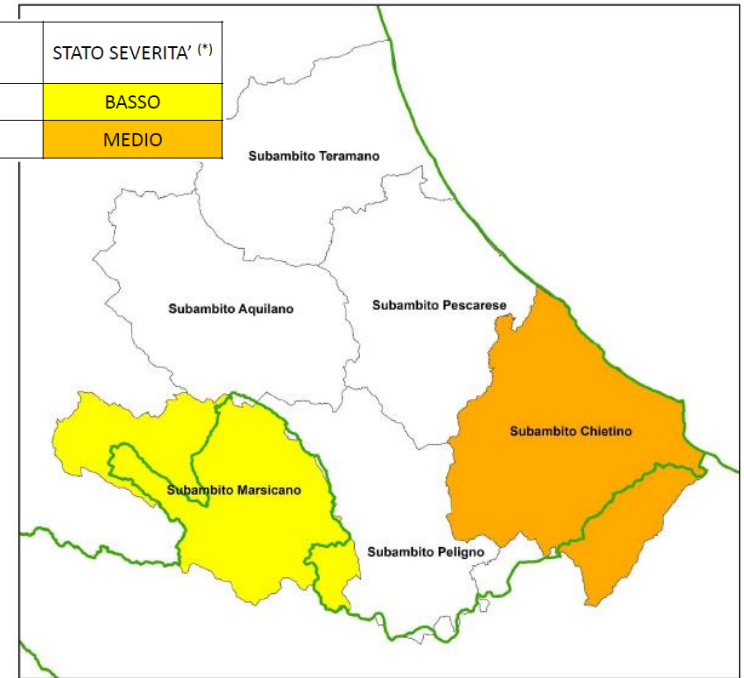 STATO SEVERITA’ (*)
BASSO
MEDIO
Subambito Teramano
Subambito Aquilano
Subambito Pescarese
Subambito Chietino
Subambito Marsicano
Subambito Peligno